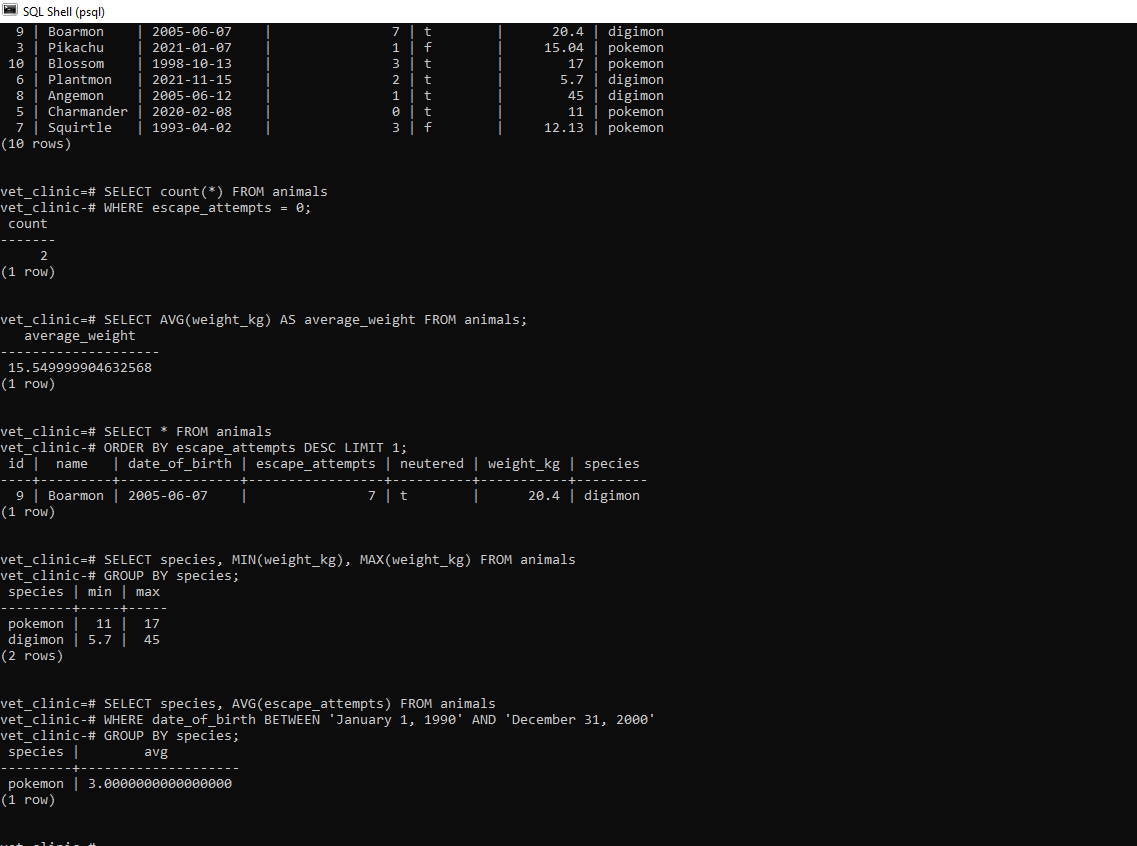 SQL Shell (psql)
  9 | Boarmon    | 2005-06-07    |               7 | t        |      20.4 | digimon
  3 | Pikachu    | 2021-01-07    |               1 | f        |     15.04 | pokemon
 10 | Blossom    | 1998-10-13    |               3 | t        |        17 | pokemon
  6 | Plantmon   | 2021-11-15    |               2 | t        |       5.7 | digimon
  8 | Angemon    | 2005-06-12    |               1 | t        |        45 | digimon
  5 | Charmander | 2020-02-08    |               0 | t        |        11 | pokemon
  7 | Squirtle   | 1993-04-02    |               3 | f        |     12.13 | pokemon
(10 rows)
vet_clinic=# SELECT count(*) FROM animals
vet_clinic-# WHERE escape_attempts = 0;
 count
-------
     2
(1 row)
vet_clinic=# SELECT AVG(weight_kg) AS average_weight FROM animals;
   average_weight
--------------------
 15.549999904632568
(1 row)
vet_clinic=# SELECT * FROM animals
vet_clinic-# ORDER BY escape_attempts DESC LIMIT 1;
 id |  name   | date_of_birth | escape_attempts | neutered | weight_kg | species
----+---------+---------------+-----------------+----------+-----------+---------
  9 | Boarmon | 2005-06-07    |               7 | t        |      20.4 | digimon
(1 row)
vet_clinic=# SELECT species, MIN(weight_kg), MAX(weight_kg) FROM animals
vet_clinic-# GROUP BY species;
 species | min | max
---------+-----+-----
 pokemon |  11 |  17
 digimon | 5.7 |  45
(2 rows)
vet_clinic=# SELECT species, AVG(escape_attempts) FROM animals
vet_clinic-# WHERE date_of_birth BETWEEN 'January 1, 1990' AND 'December 31, 2000'
vet_clinic-# GROUP BY species;
 species |        avg
---------+--------------------
 pokemon | 3.0000000000000000
(1 row)